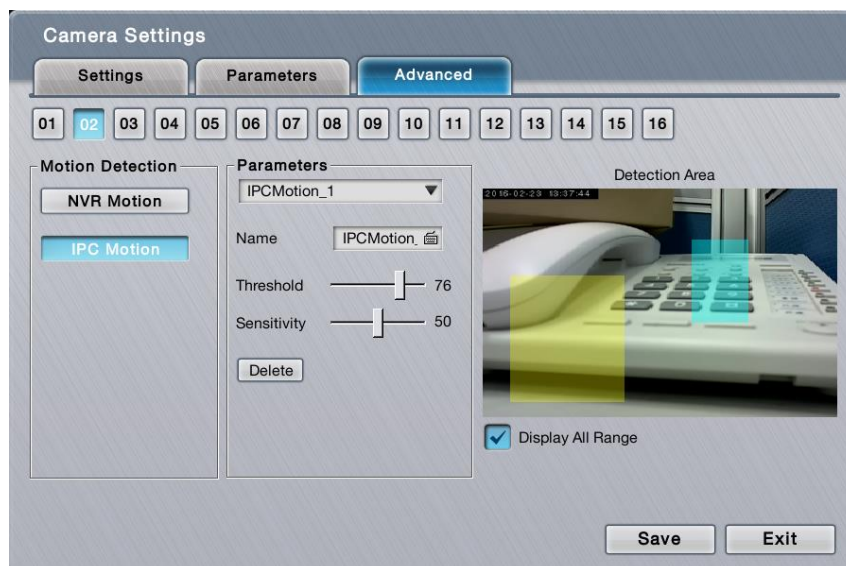 Camera Settings
Settings Parameters Advanced
01 02 03 04 05 06 07 08 09 10 11 12 13 14 15 16
Motion Detection
NVR Motion
IPC Motion
Parameters
IPCMotion_1
Name IPCMotion_
Threshold 76
Sensitivity 50
Delete
Detection Area
2016-02-23 13:37:44
Display All Range
Save Exit